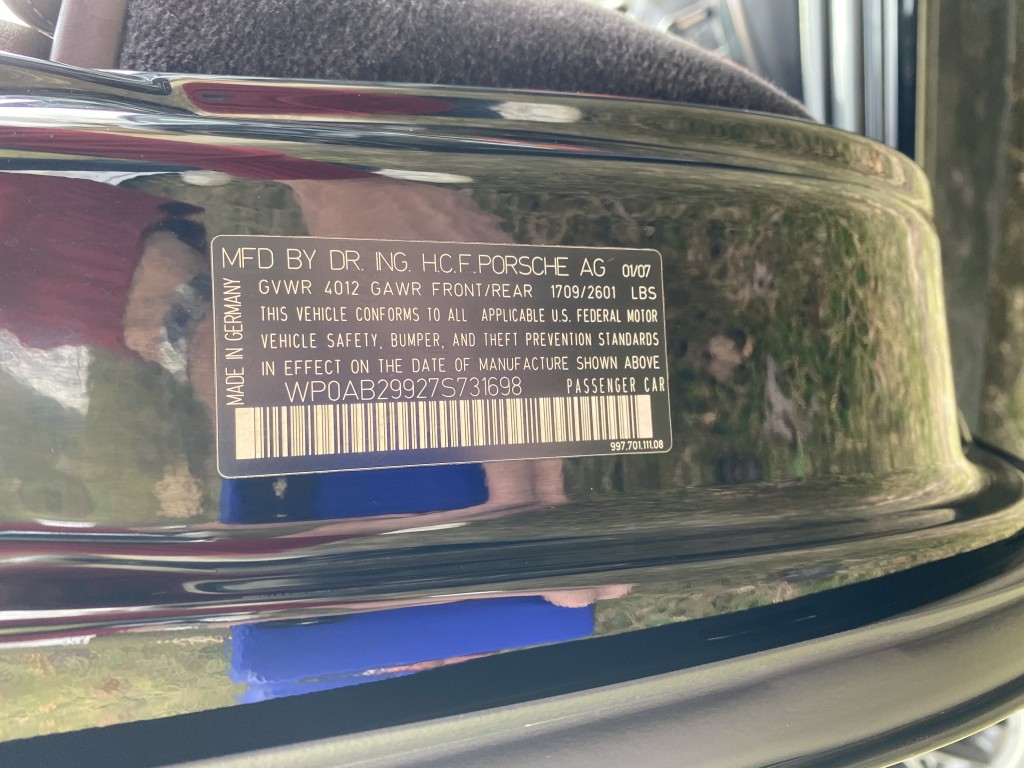 MFD BY DR. ING. H.C.F. PORSCHE AG 01/07
GVWR 4012 GAWR FRONT/REAR 1709/2601 LBS
THIS VEHICLE CONFORMS TO ALL APPLICABLE U.S. FEDERAL MOTOR
VEHICLE SAFETY, BUMPER, AND THEFT PREVENTION STANDARDS
IN EFFECT ON THE DATE OF MANUFACTURE SHOWN ABOVE
WP0AB29927S731698 PASSENGER CAR
997.701.111.08
MADE IN GERMANY